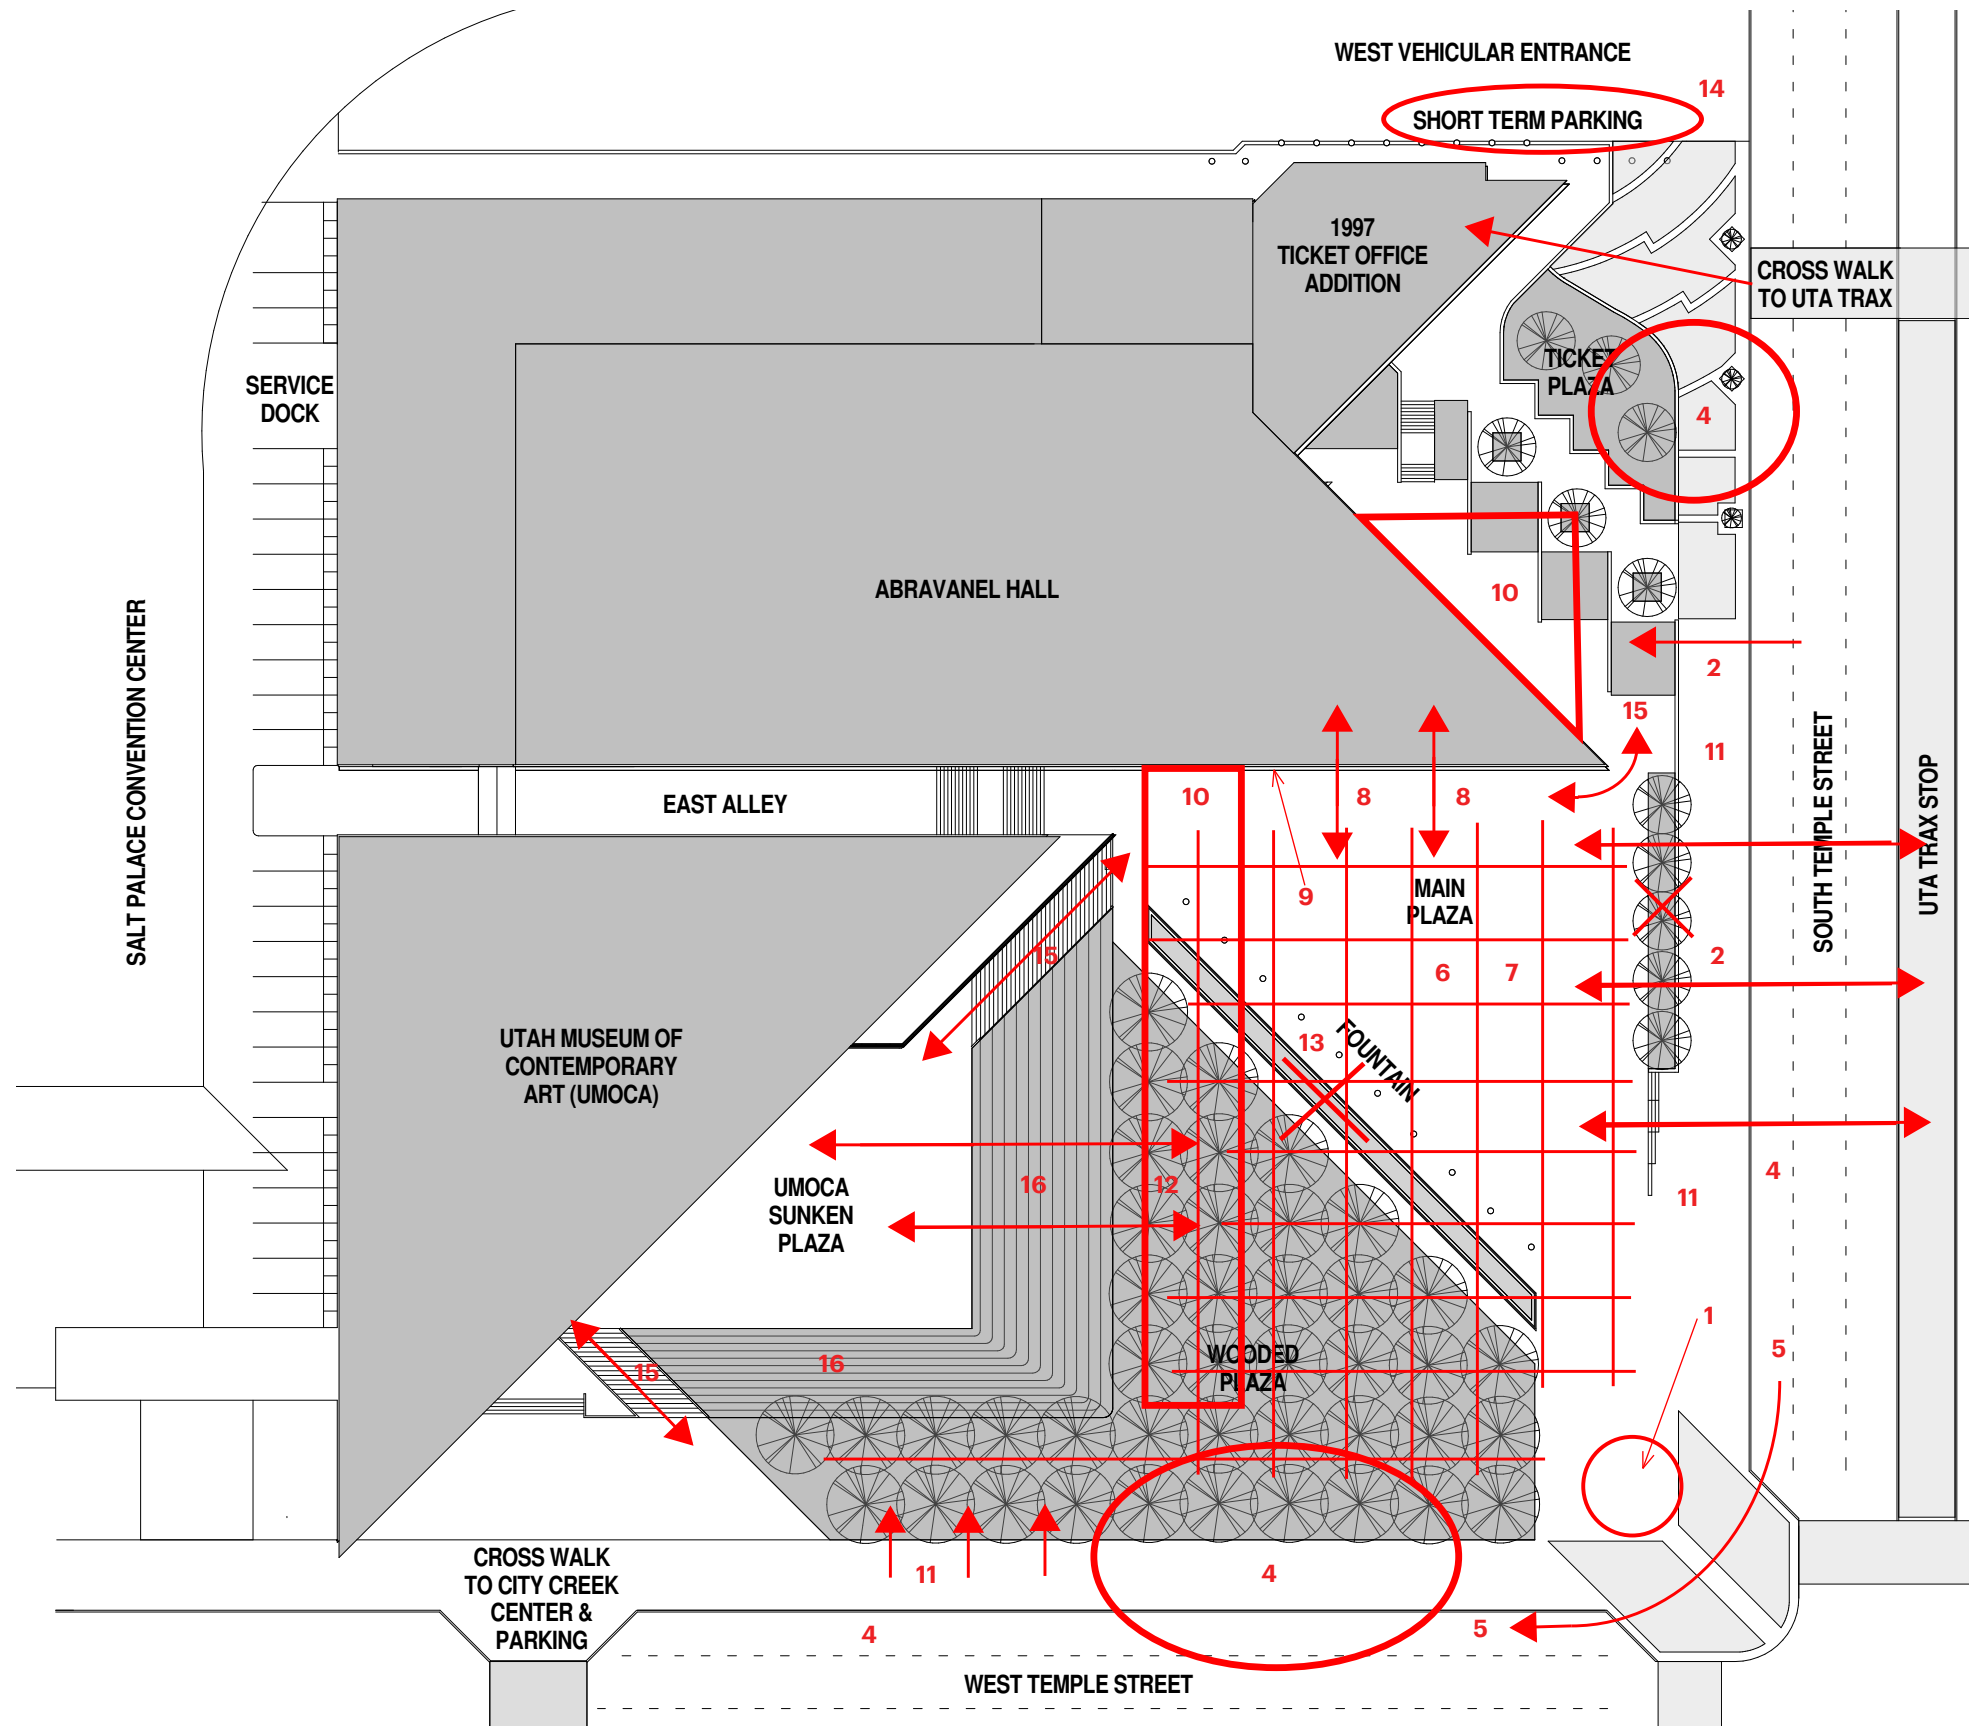 WEST VEHICULAR ENTRANCE
14
SHORT TERM PARKING
1997
TICKET OFFICE
ADDITION
CROSS WALK
TO UTA TRAX
TICKET
PLAZA
4
SERVICE
DOCK
ABRAVANEL HALL
10
2
15
11
SALT PALACE CONVENTION CENTER
SOUTH TEMPLE STREET
UTA TRAX STOP
EAST ALLEY
10
8
8
9
MAIN
PLAZA
15
6
7
2
UTAH MUSEUM OF
CONTEMPORARY
ART (UMOCA)
13
FOUNTAIN
UMOCA
SUNKEN
PLAZA
16
12
4
11
1
5
16
15
WOODED
PLAZA
CROSS WALK
TO CITY CREEK
CENTER &
PARKING
11
4
4
5
WEST TEMPLE STREET